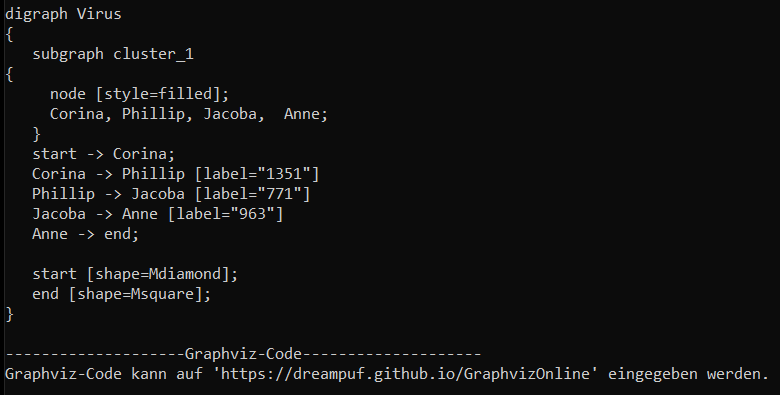 digraph Virus
{
   subgraph cluster_1
{
     node [style=filled];
     Corina, Phillip, Jacoba,  Anne;
   }
   start -> Corina;
   Corina -> Phillip [label="1351"]
   Phillip -> Jacoba [label="771"]
   Jacoba -> Anne [label="963"]
   Anne -> end;

   start [shape=Mdiamond];
   end [shape=Msquare];
}

--------------------Graphviz-Code--------------------
Graphviz-Code kann auf 'https://dreampuf.github.io/GraphvizOnline' eingegeben werden.